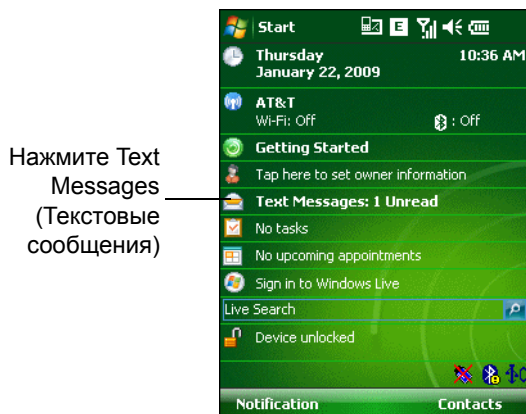 Нажмите Text
Messages
(Текстовые
сообщения)
Start
E
Thursday
10:36 AM
January 22, 2009
AT&T
Wi-Fi: Off
: Off
Getting Started
Tap here to set owner information
Text Messages: 1 Unread
No tasks
No upcoming appointments
Sign in to Windows Live
Live Search
Device unlocked
Notification
Contacts